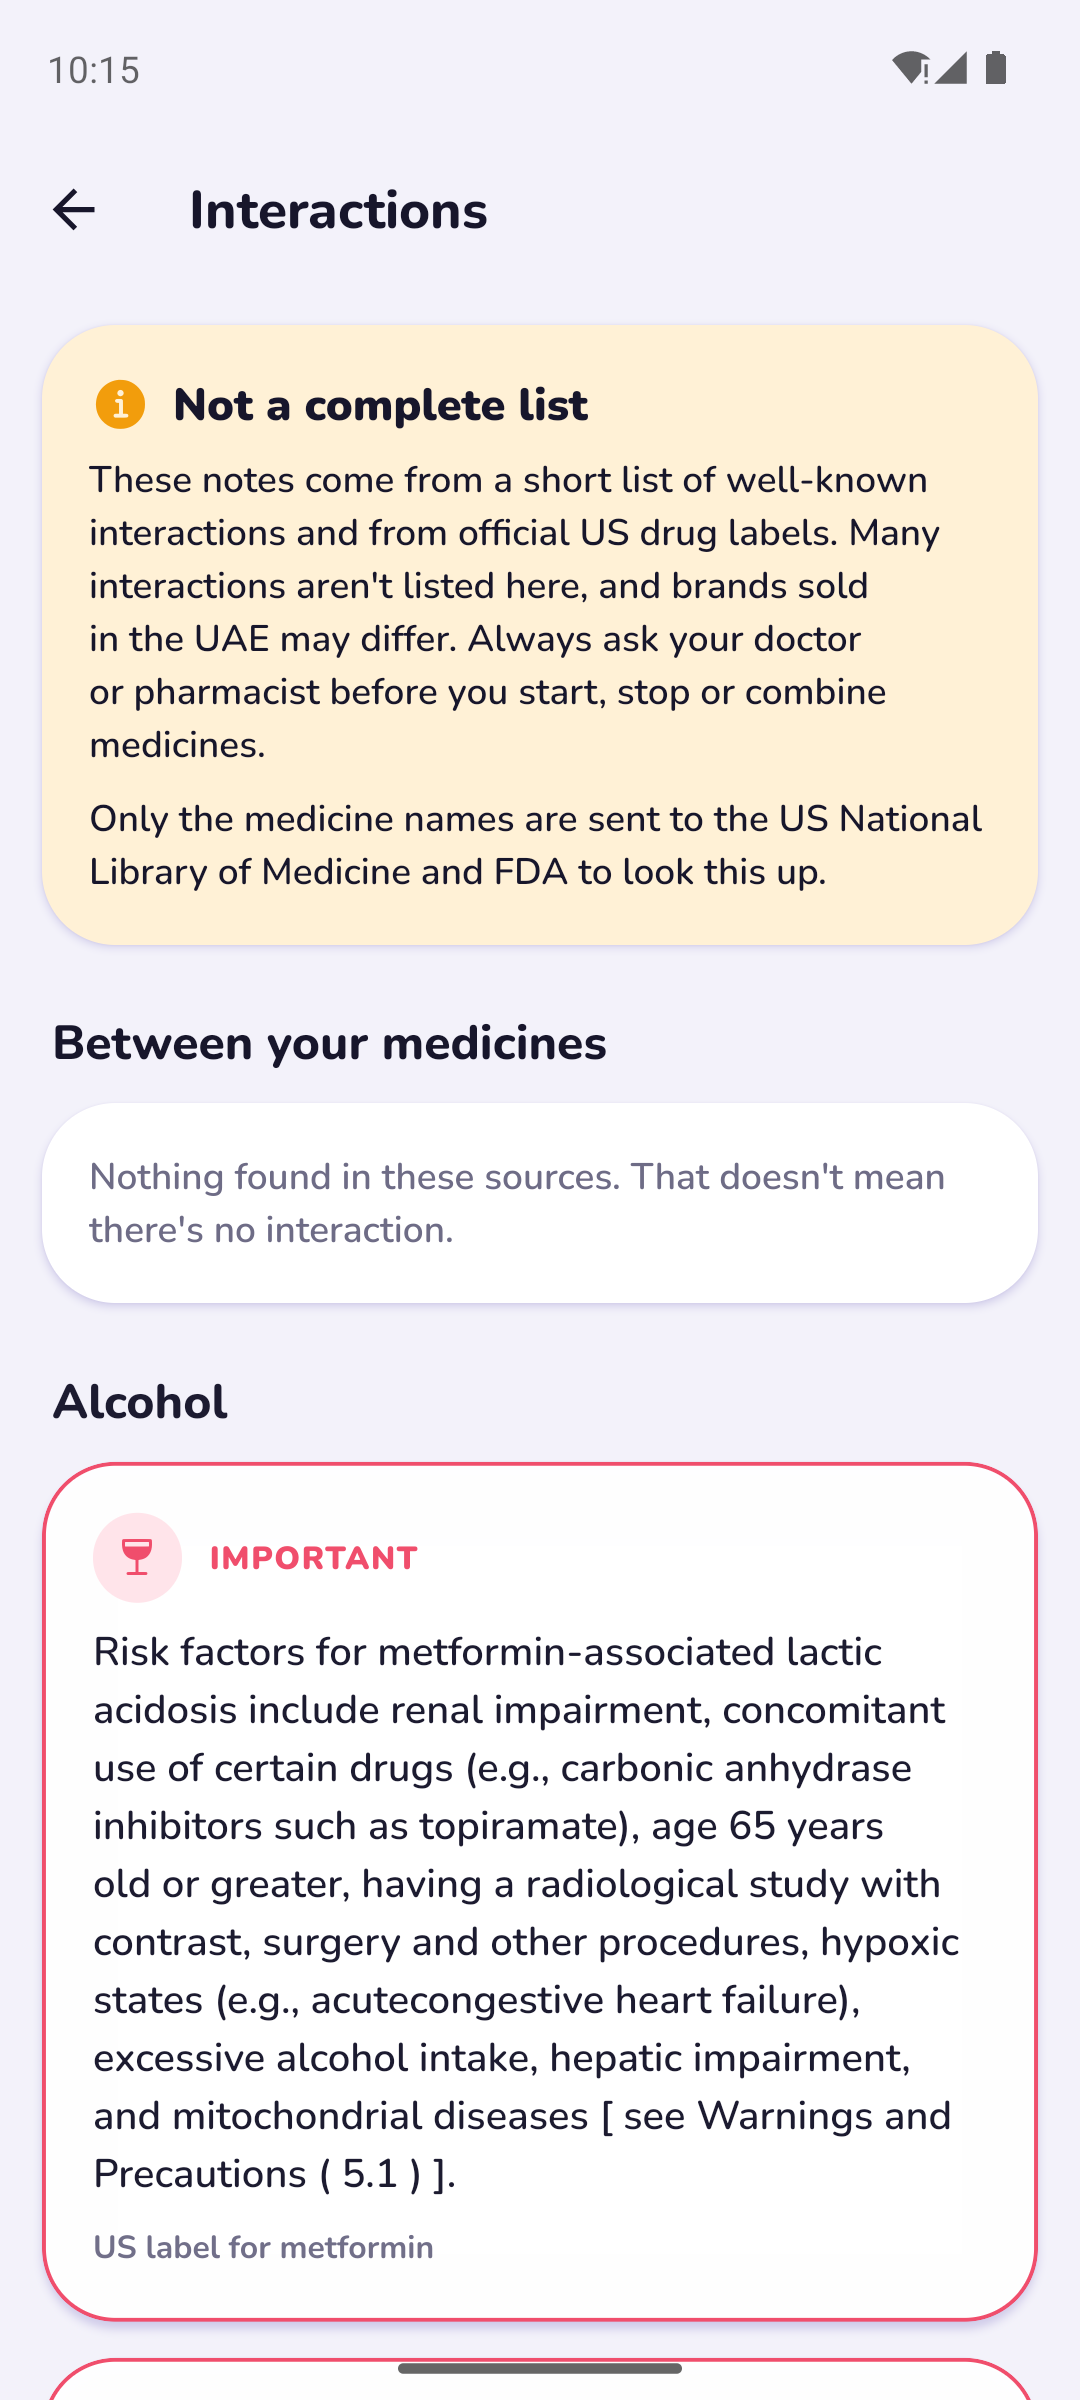 10:15
Interactions
Not a complete list
These notes come from a short list of well-known
interactions and from official US drug labels. Many
interactions aren't listed here, and brands sold
in the UAE may differ. Always ask your doctor
or pharmacist before you start, stop or combine
medicines.
Only the medicine names are sent to the US National
Library of Medicine and FDA to look this up.
Between your medicines
Nothing found in these sources. That doesn't mean
there's no interaction.
Alcohol
IMPORTANT
Risk factors for metformin-associated lactic
acidosis include renal impairment, concomitant
use of certain drugs (e.g., carbonic anhydrase
inhibitors such as topiramate), age 65 years
old or greater, having a radiological study with
contrast, surgery and other procedures, hypoxic
states (e.g., acutecongestive heart failure),
excessive alcohol intake, hepatic impairment,
and mitochondrial diseases [ see Warnings and
Precautions ( 5.1 ) ].
US label for metformin